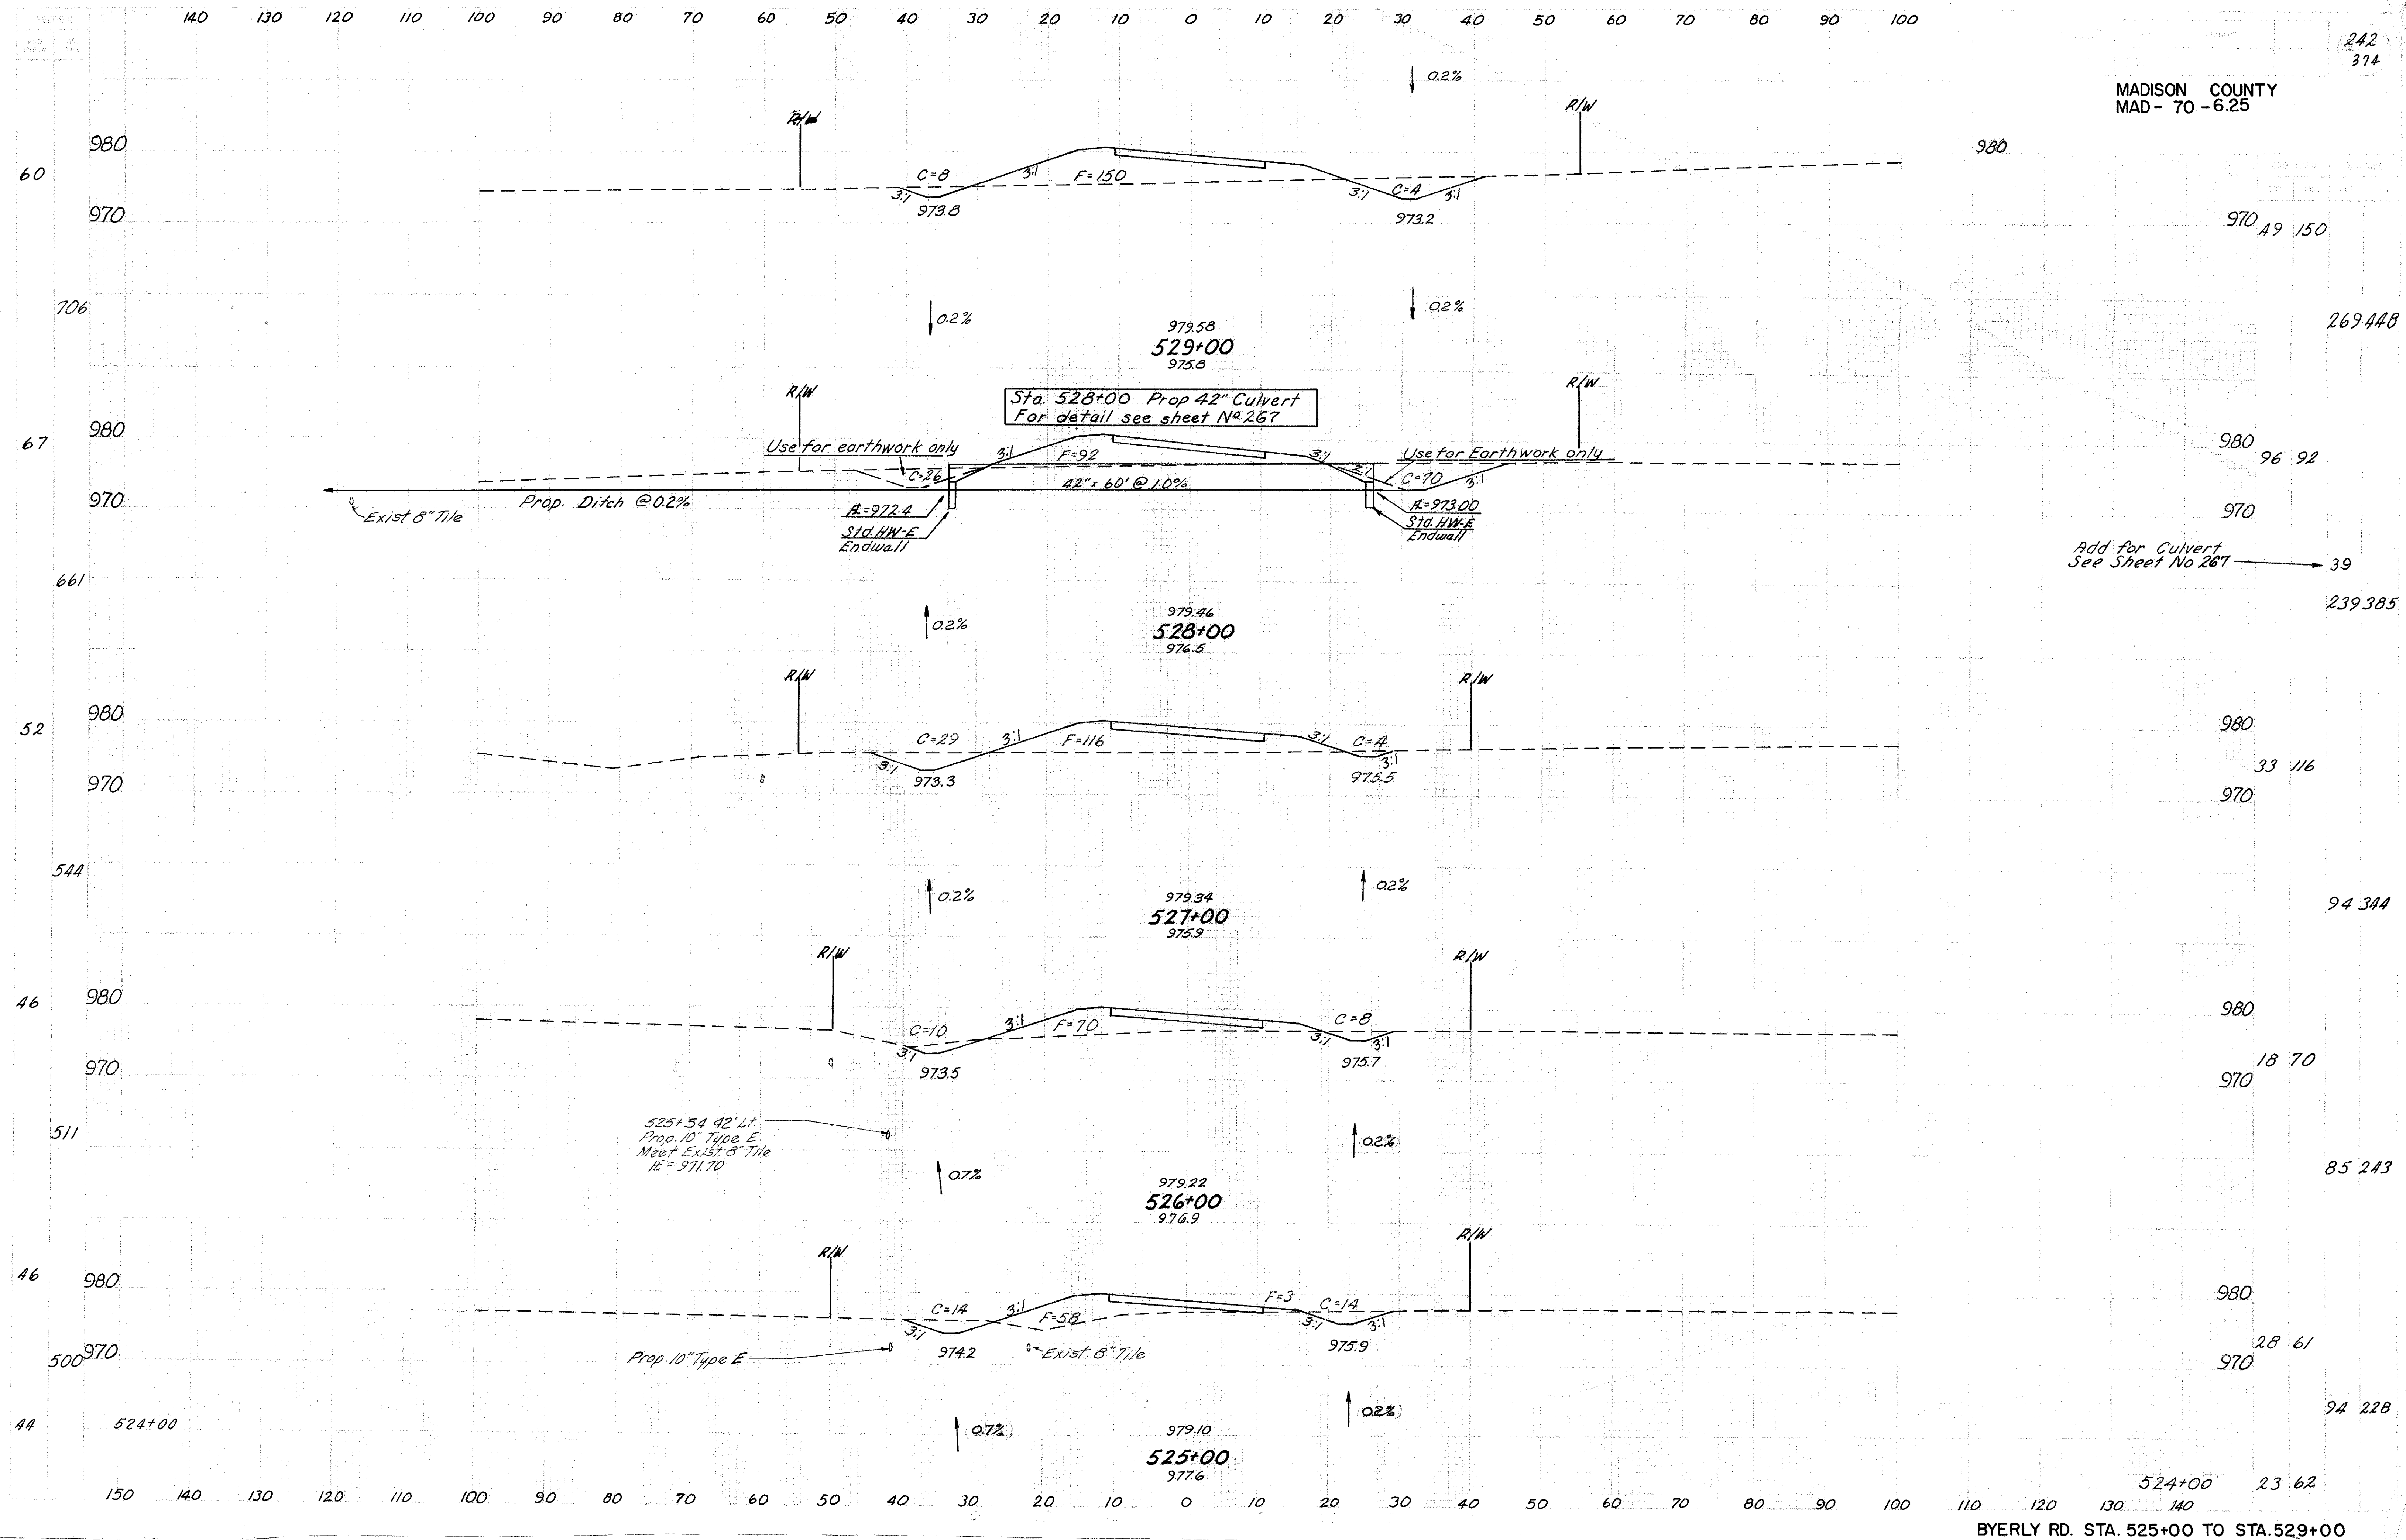 140 130 120 110 100 90 80 70 60 50 40 30 20 10 0 10 20 30 40 50 60 70 80 90 100
242
374
MADISON COUNTY
MAD - 70 - 6.25
0.2%
R/W R/W
980 980
60 C=8 3:1 F=150
3:1 3:1 C=4 3:1
973.8 973.2
970 970 49 150
706 0.2% 0.2%
979.58 269 448
529+00
975.8
R/W R/W
Sta. 528+00 Prop 42" Culvert
For detail see sheet No 267
67 980 980
Use for earthwork only 3:1 F=92 3:1 Use for Earthwork only 96 92
C=26 2:1 C=70 3:1
42" x 60' @ 1.0%
970 Prop. Ditch @ 0.2% 970
Exist 8" Tile
FL=972.4 FL=973.00
Std. HW-E Std. HW-E
Endwall Endwall
Add for Culvert
See Sheet No 267 39
661
239 385
0.2% 979.46
528+00
976.5
R/W R/W
52 980 980
C=29 3:1 F=116 3:1 C=4
3:1 3:1
973.3 975.5
970 970 33 116
544
0.2% 979.34 0.2% 94 344
527+00
975.9
R/W R/W
46 980 980
C=10 3:1 F=70 C=8
3:1 3:1 3:1
973.5 975.7
970 970 18 70
525+54 42' Lt.
Prop. 10" Type E
Meet Exist. 8" Tile
FE = 971.70
511 0.2%
0.7% 85 243
979.22
526+00
976.9
R/W R/W
46 980 980
C=14 3:1 F=58 F=3 C=14
3:1 3:1 3:1
974.2 975.9
500 970 970 28 61
Prop. 10" Type E Exist. 8" Tile
44 524+00 0.7% 0.2% 94 228
979.10
525+00
977.6
524+00 23 62
150 140 130 120 110 100 90 80 70 60 50 40 30 20 10 0 10 20 30 40 50 60 70 80 90 100 110 120 130 140
BYERLY RD. STA. 525+00 TO STA. 529+00